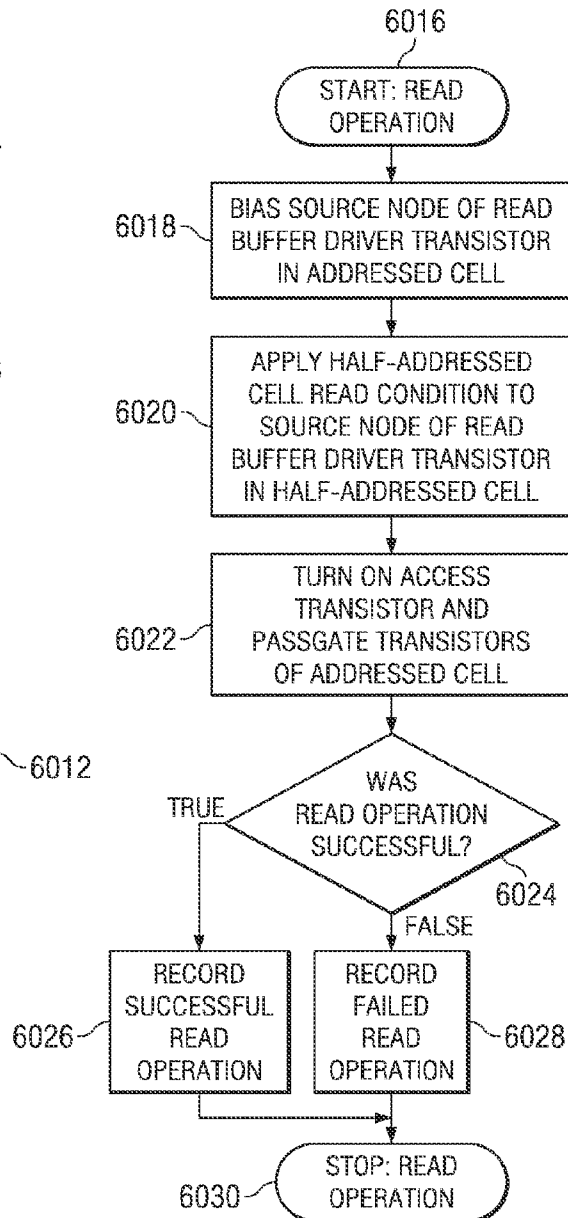 6016
START: READ
OPERATION
6018
BIAS SOURCE NODE OF READ
BUFFER DRIVER TRANSISTOR
IN ADDRESSED CELL
6020
APPLY HALF-ADDRESSED
CELL READ CONDITION TO
SOURCE NODE OF READ
BUFFER DRIVER TRANSISTOR
IN HALF-ADDRESSED CELL
6022
TURN ON ACCESS
TRANSISTOR AND
PASSGATE TRANSISTORS
OF ADDRESSED CELL
6012
TRUE
WAS
READ OPERATION
SUCCESSFUL?
6024
FALSE
6026
RECORD
SUCCESSFUL
READ
OPERATION
RECORD
FAILED
READ
OPERATION
6028
6030
STOP: READ
OPERATION